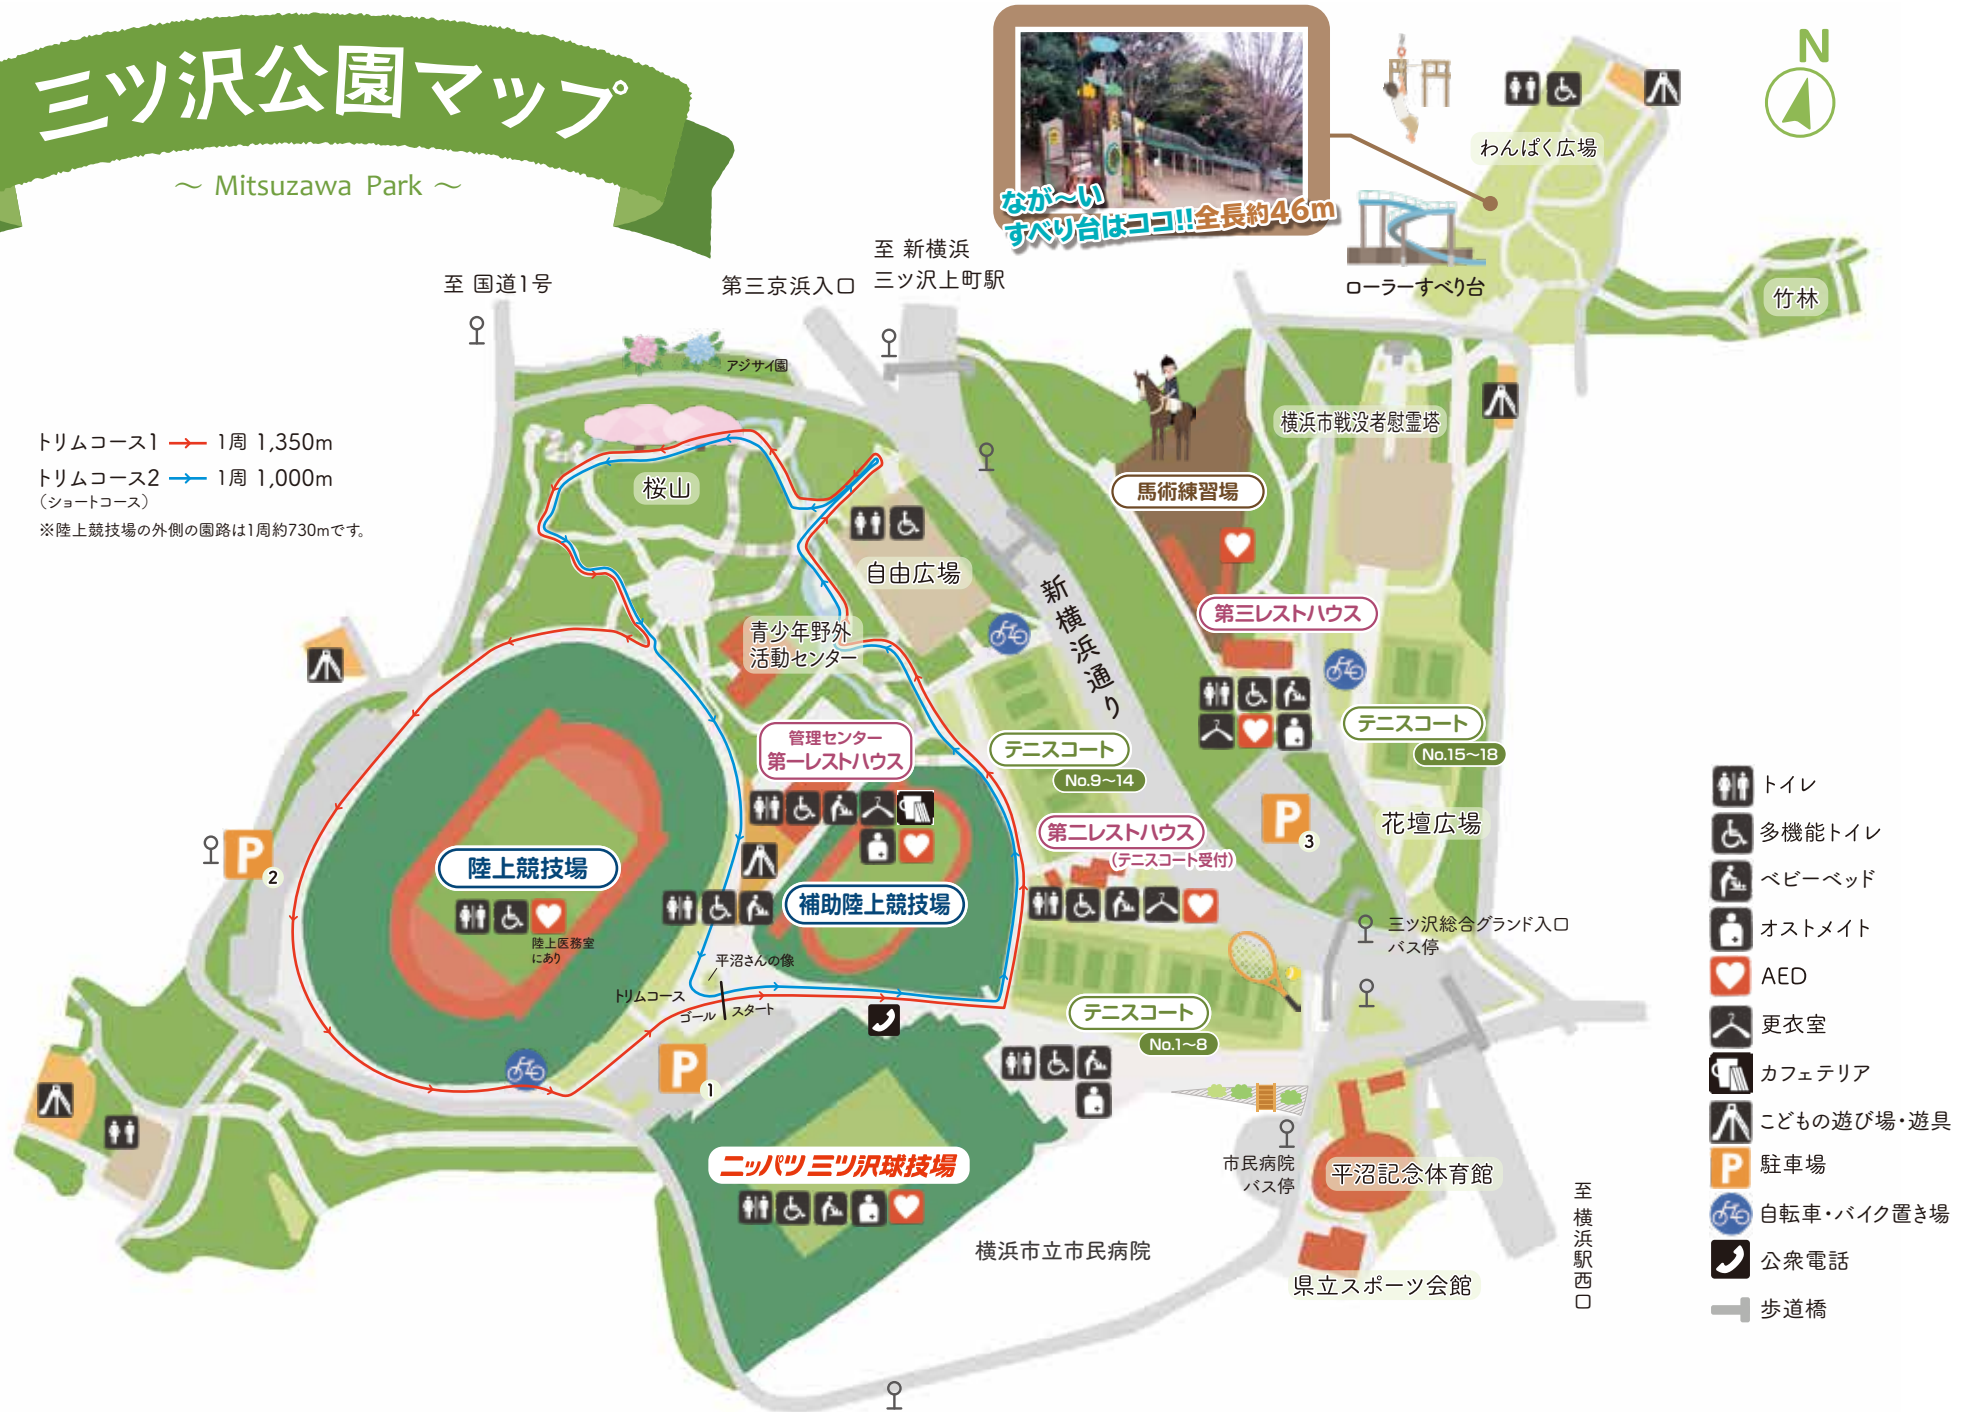 三ツ沢公園マップ
～ Mitsuzawa Park ～
なが～い
すべり台はココ!!全長約46m
N
わんぱく広場
ローラーすべり台
竹林
至 国道1号
第三京浜入口
至 新横浜
三ツ沢上町駅
アジサイ園
トリムコース1 1周 1,350m
トリムコース2 1周 1,000m
（ショートコース）
※陸上競技場の外側の園路は1周約730mです。
桜山
自由広場
青少年野外
活動センター
新横浜通り
馬術練習場
横浜市戦没者慰霊塔
第三レストハウス
テニスコート
No.15～18
花壇広場
管理センター
第一レストハウス
テニスコート
No.9～14
第二レストハウス
（テニスコート受付）
P
3
P
2
陸上競技場
陸上医務室
にあり
補助陸上競技場
平沼さんの像
トリムコース
ゴール
スタート
P
1
三ツ沢総合グランド入口
バス停
テニスコート
No.1～8
ニッパツ 三ツ沢球技場
市民病院
バス停
平沼記念体育館
県立スポーツ会館
横浜市立市民病院
至 横浜駅西口
トイレ
多機能トイレ
ベビーベッド
オストメイト
AED
更衣室
カフェテリア
こどもの遊び場・遊具
P 駐車場
自転車・バイク置き場
公衆電話
歩道橋